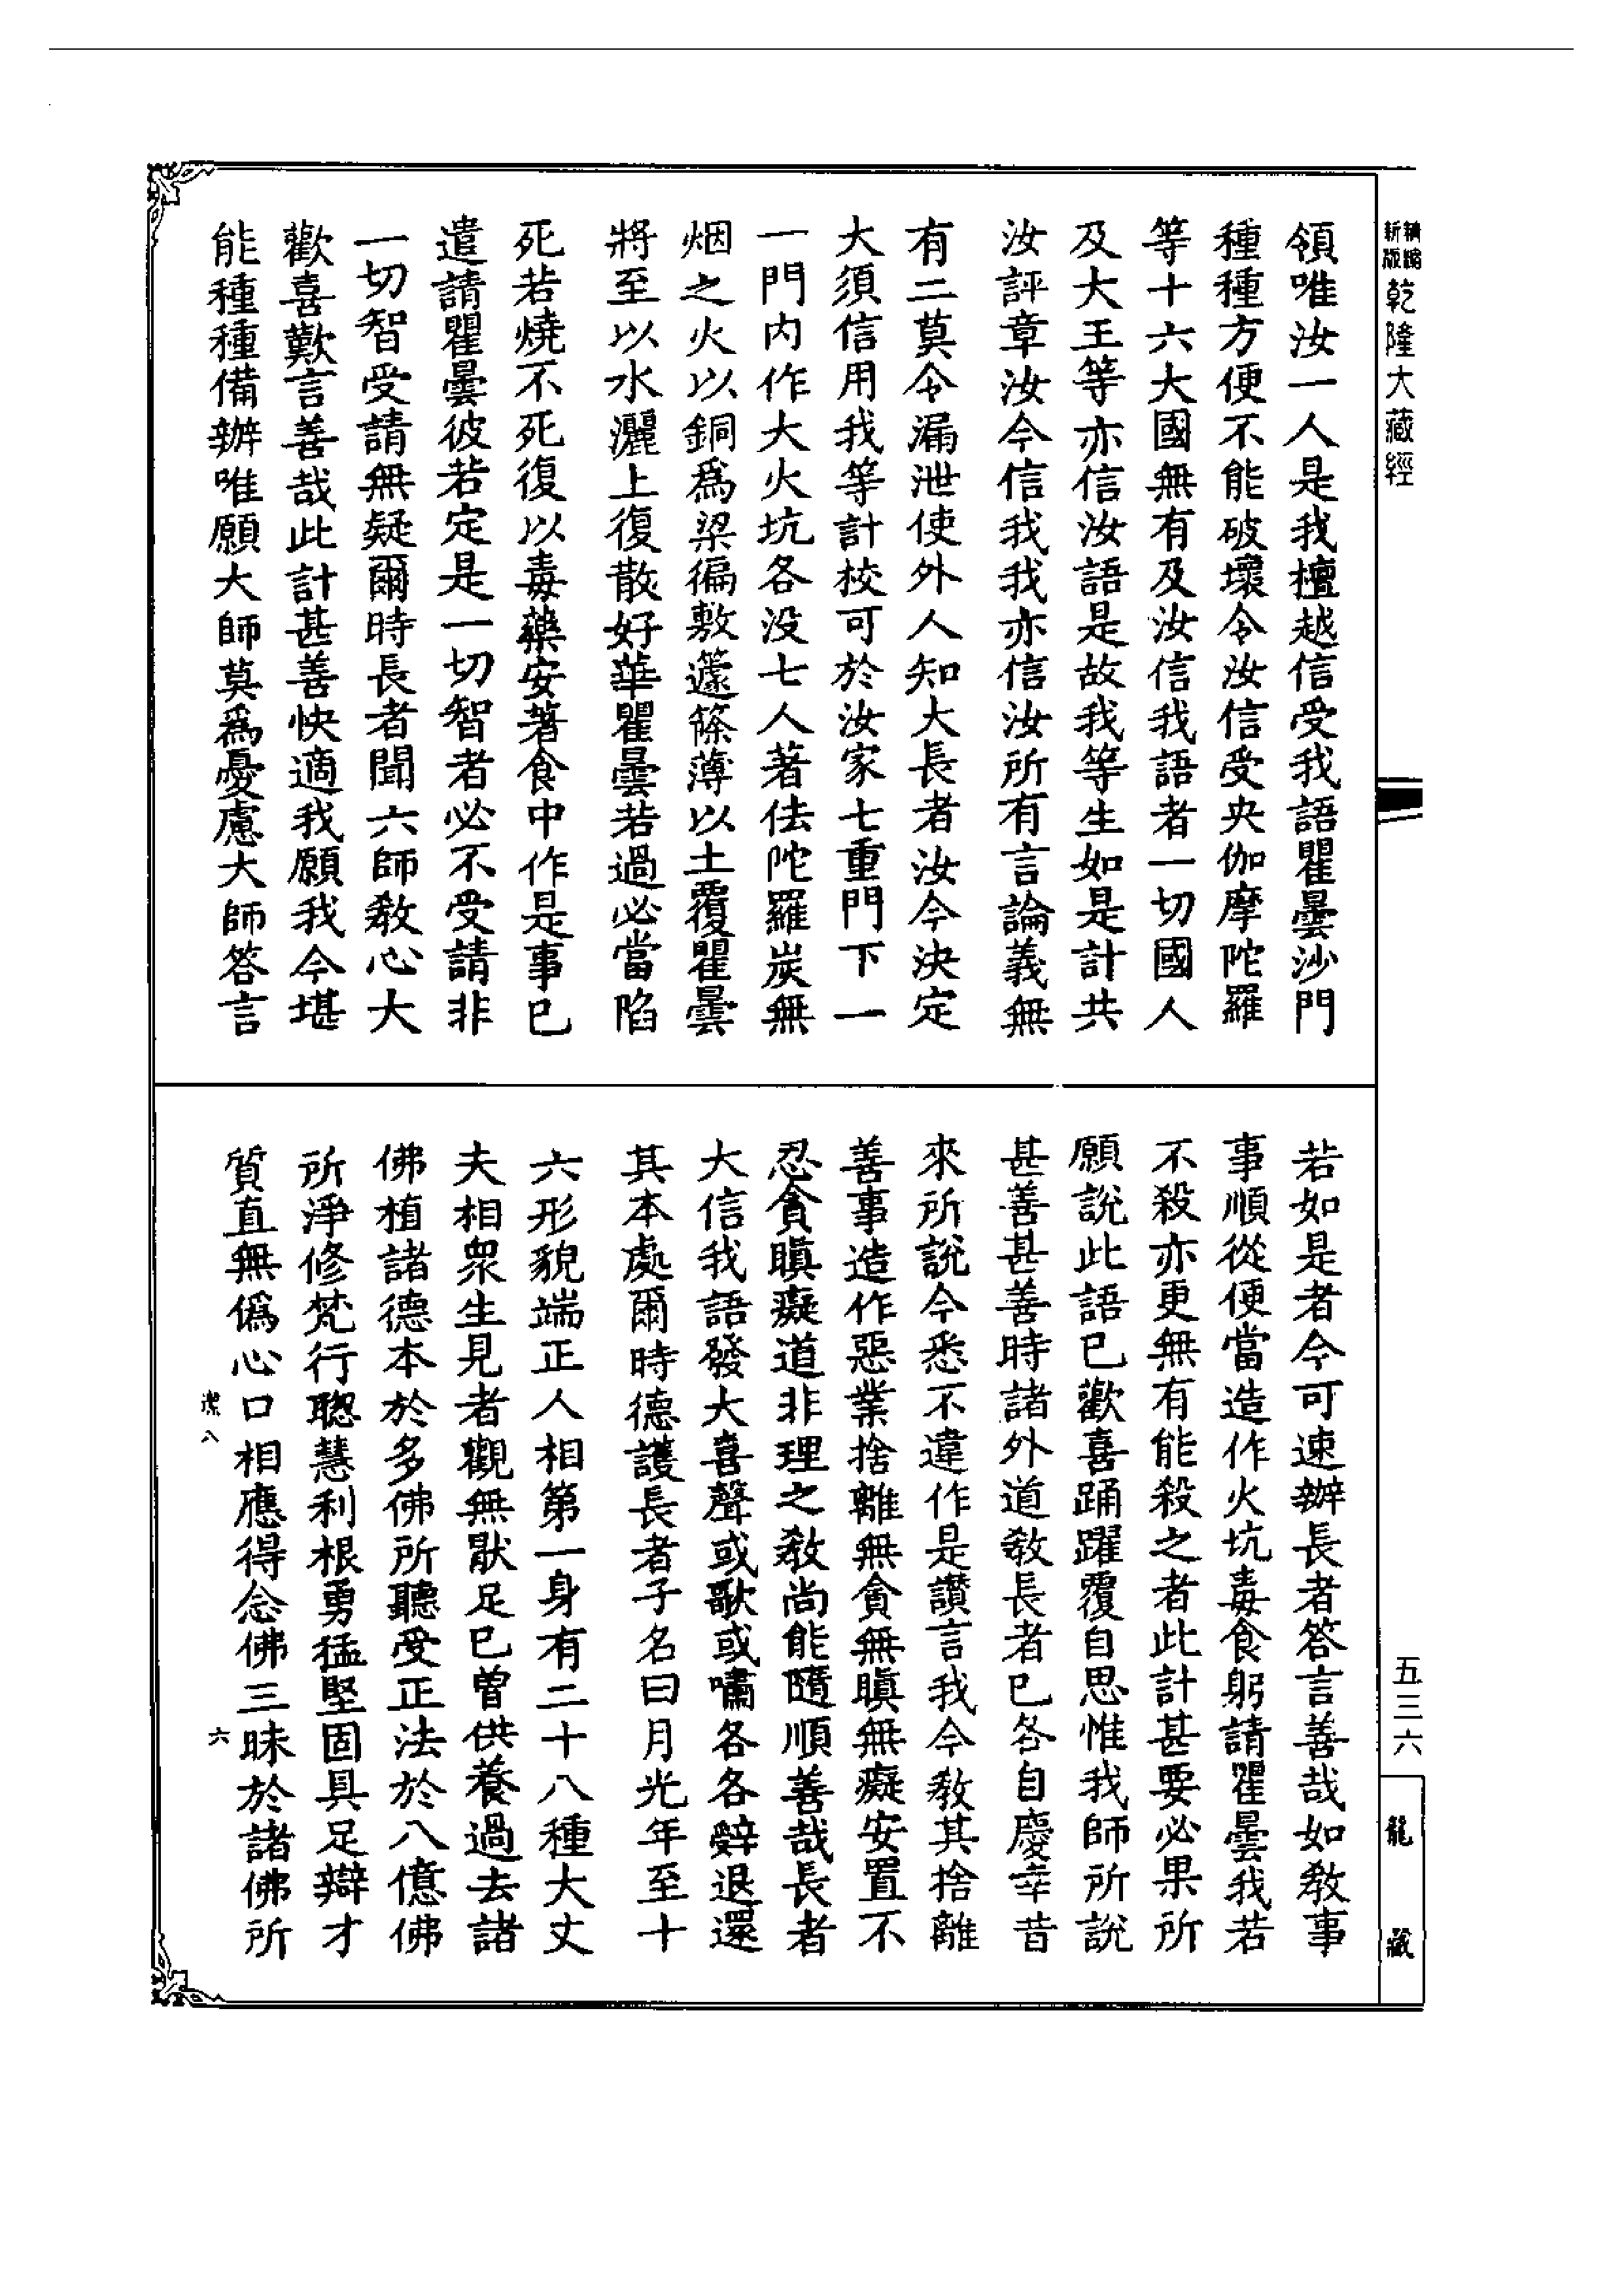 新版
精縮
乾隆大藏經
領唯汝一人是我檀越信受我語瞿曇沙門
種種方便不能破壞令汝信受央伽摩陀羅
等十六大國無有及汝信我語者一切國人
及大王等亦信汝語是故我等生如是計共
汝評章汝今信我我亦信汝所有言論義無
有二莫令漏泄使外人知大長者汝今決定
大須信用我等計校可於汝家七重門下一
一門内作大火坑各没七人著佉陀羅炭無
烟之火以銅爲梁徧敷籧篨薄以土覆瞿曇
將至以水灑上復散好華瞿曇若過必當陷
死若燒不死復以毒藥安著食中作是事已
遣請瞿曇彼若定是一切智者必不受請非
一切智受請無疑爾時長者聞六師教心大
歡喜歎言善哉此計甚善快適我願我今堪
能種種備辦唯願大師莫爲憂慮大師答言
若如是者今可速辦長者答言善哉如教事
事順從便當造作火坑毒食躬請瞿曇我若
不殺亦更無有能殺之者此計甚要必果所
願說此語已歡喜踊躍覆自思惟我師所說
甚善甚善時諸外道教長者已各自慶幸昔
來所說今悉不違作是讚言我今教其捨離
善事造作惡業捨離無貪無瞋無癡安置不
忍貪瞋癡道非理之教尚能隨順善哉長者
大信我語發大喜聲或歌或嘯各各辭退還
其本處爾時德護長者子名曰月光年至十
六形貌端正人相第一身有二十八種大丈
夫相衆生見者觀無厭足已曾供養過去諸
佛植諸德本於多佛所聽受正法於八億佛
所淨修梵行聰慧利根勇猛堅固具足辯才
質直無僞心口相應得念佛三昧於諸佛所
八
六
五三六
龍藏